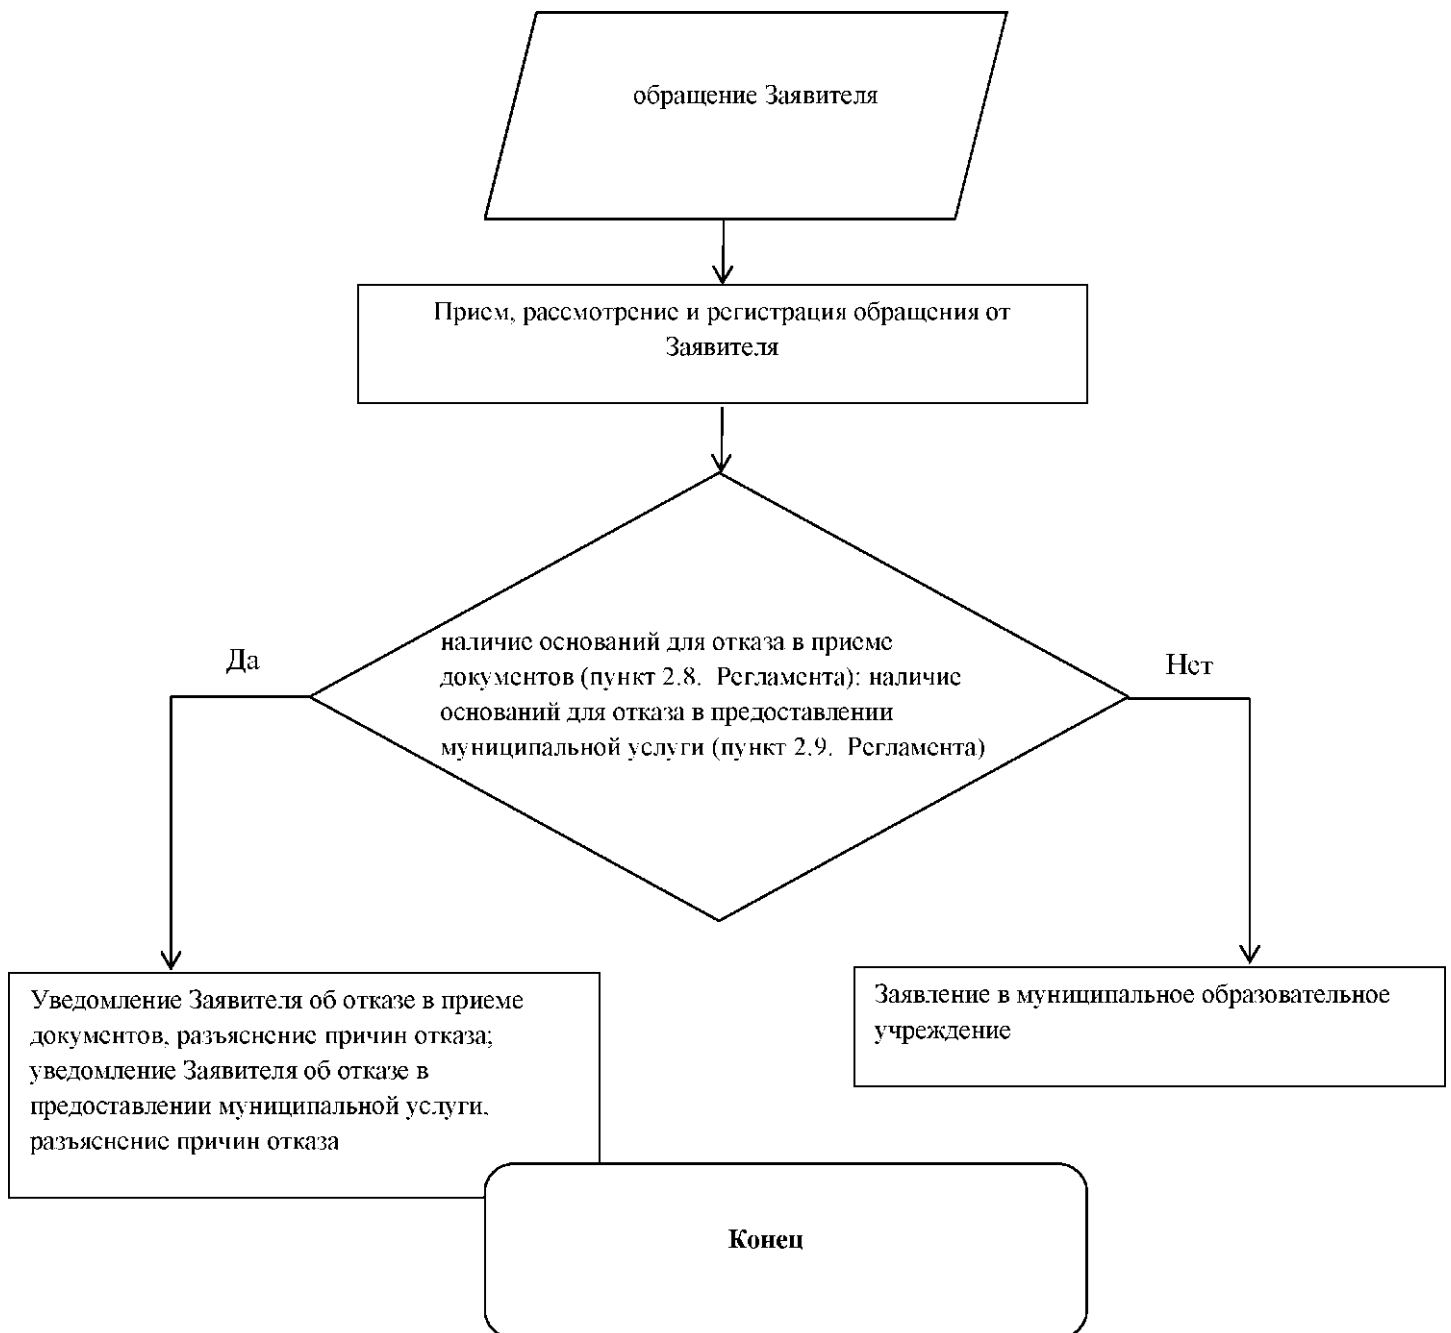 обращение Заявителя
Прием, рассмотрение и регистрация обращения от
Заявителя
наличие оснований для отказа в приеме
документов (пункт 2.8. Регламента): наличие
оснований для отказа в предоставлении
муниципальной услуги (пункт 2.9. Регламента)
Да
Нет
Уведомление Заявителя об отказе в приеме
документов, разъяснение причин отказа;
уведомление Заявителя об отказе в
предоставлении муниципальной услуги,
разъяснение причин отказа
Заявление в муниципальное образовательное
учреждение
Конец